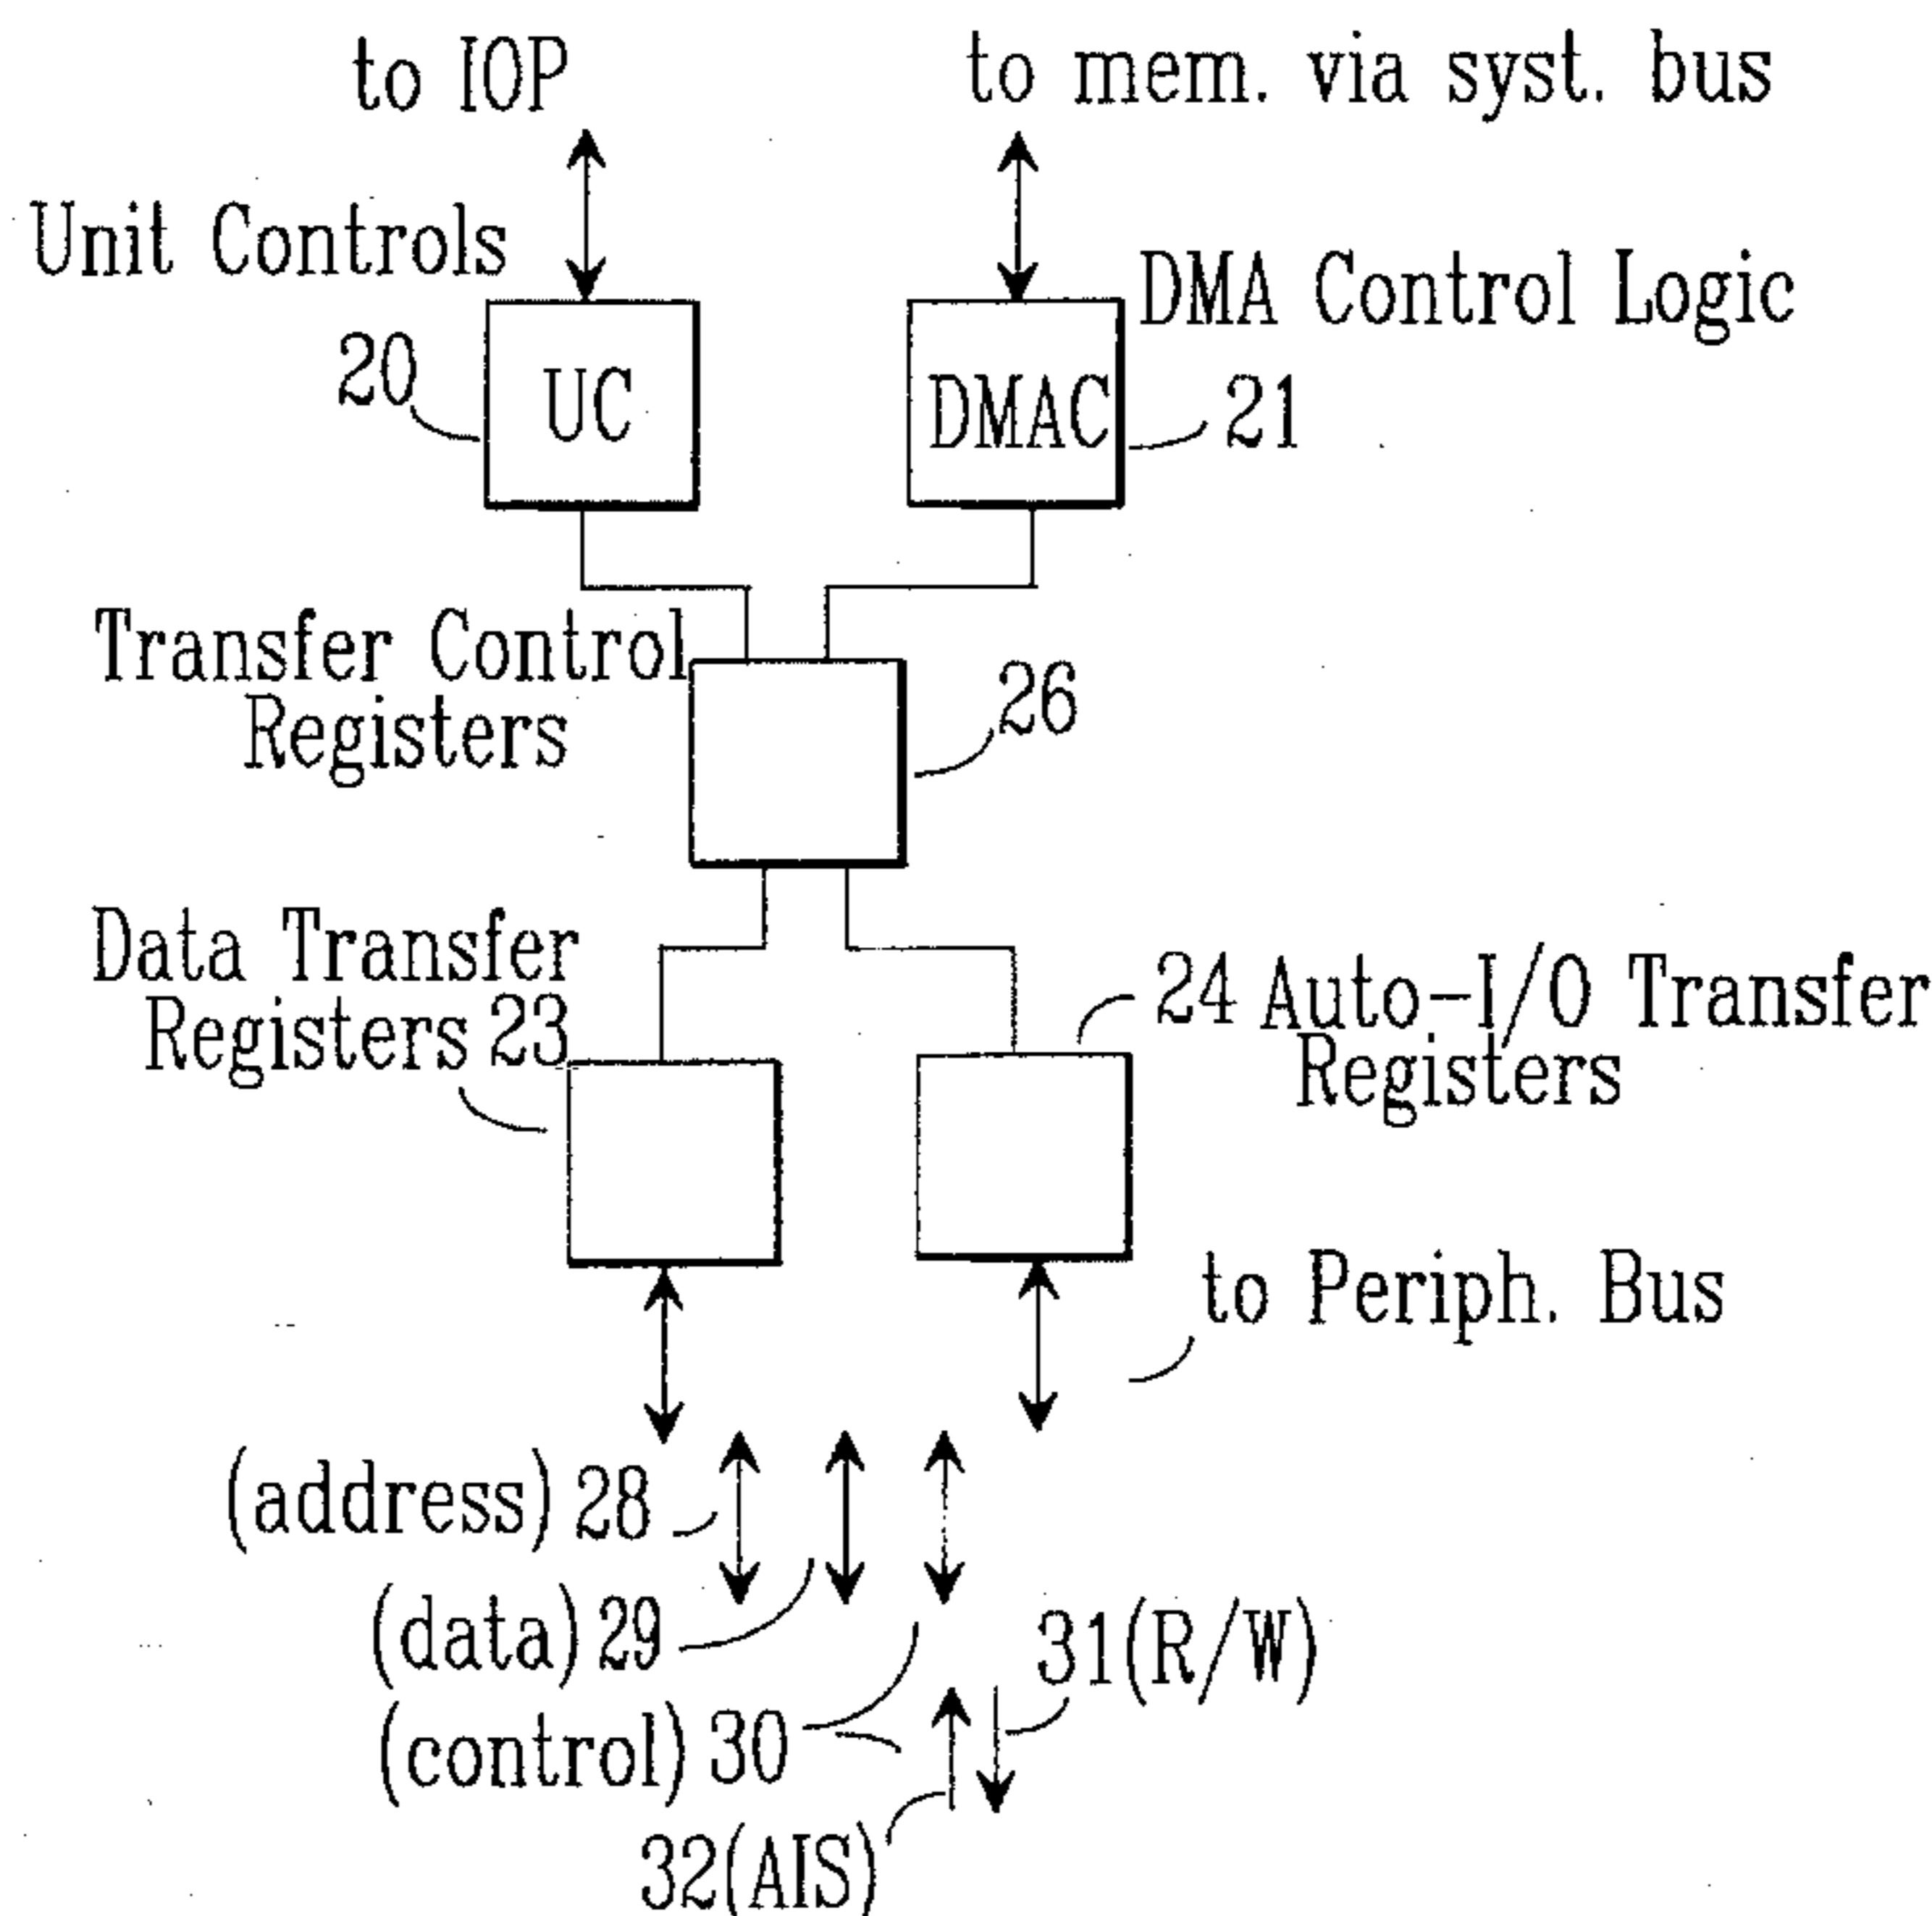 to IOP
to mem. via syst. bus
Unit Controls
DMA Control Logic
20
UC
DMAC
21
Transfer Control
Registers
26
Data Transfer
Registers 23
24 Auto-I/O Transfer
Registers
to Periph. Bus
(address) 28
(data) 29
31(R/W)
(control) 30
32(AIS)